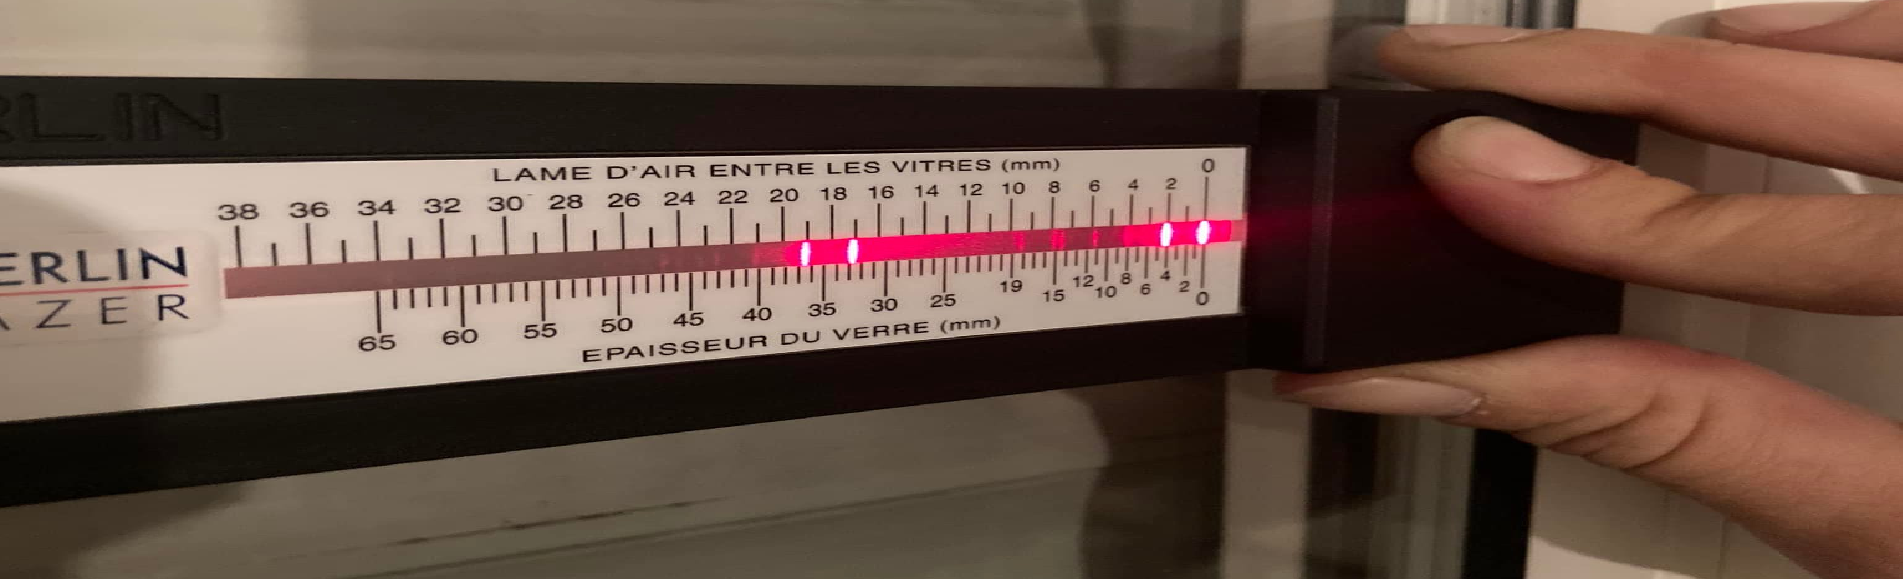 RLIN
LAME D'AIR ENTRE LES VITRES (mm)
38 36 34 32 30 28 26 24 22 20 18 16 14 12 10 8 6 4 2 0
ERLIN
AZER
65 60 55 50 45 40 35 30 25 19 15 12 10 8 6 4 2 0
EPAISSEUR DU VERRE (mm)